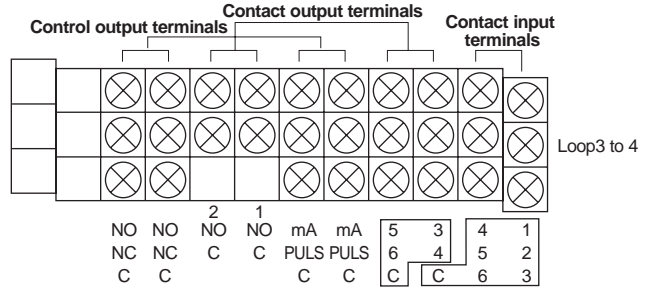 Contact output terminals
Control output terminals
Contact input
terminals
Loop3 to 4
2 1
NO NO NO NO mA mA 5 3 4 1
NC NC C C PULS PULS 6 4 5 2
C C C C C C 6 3